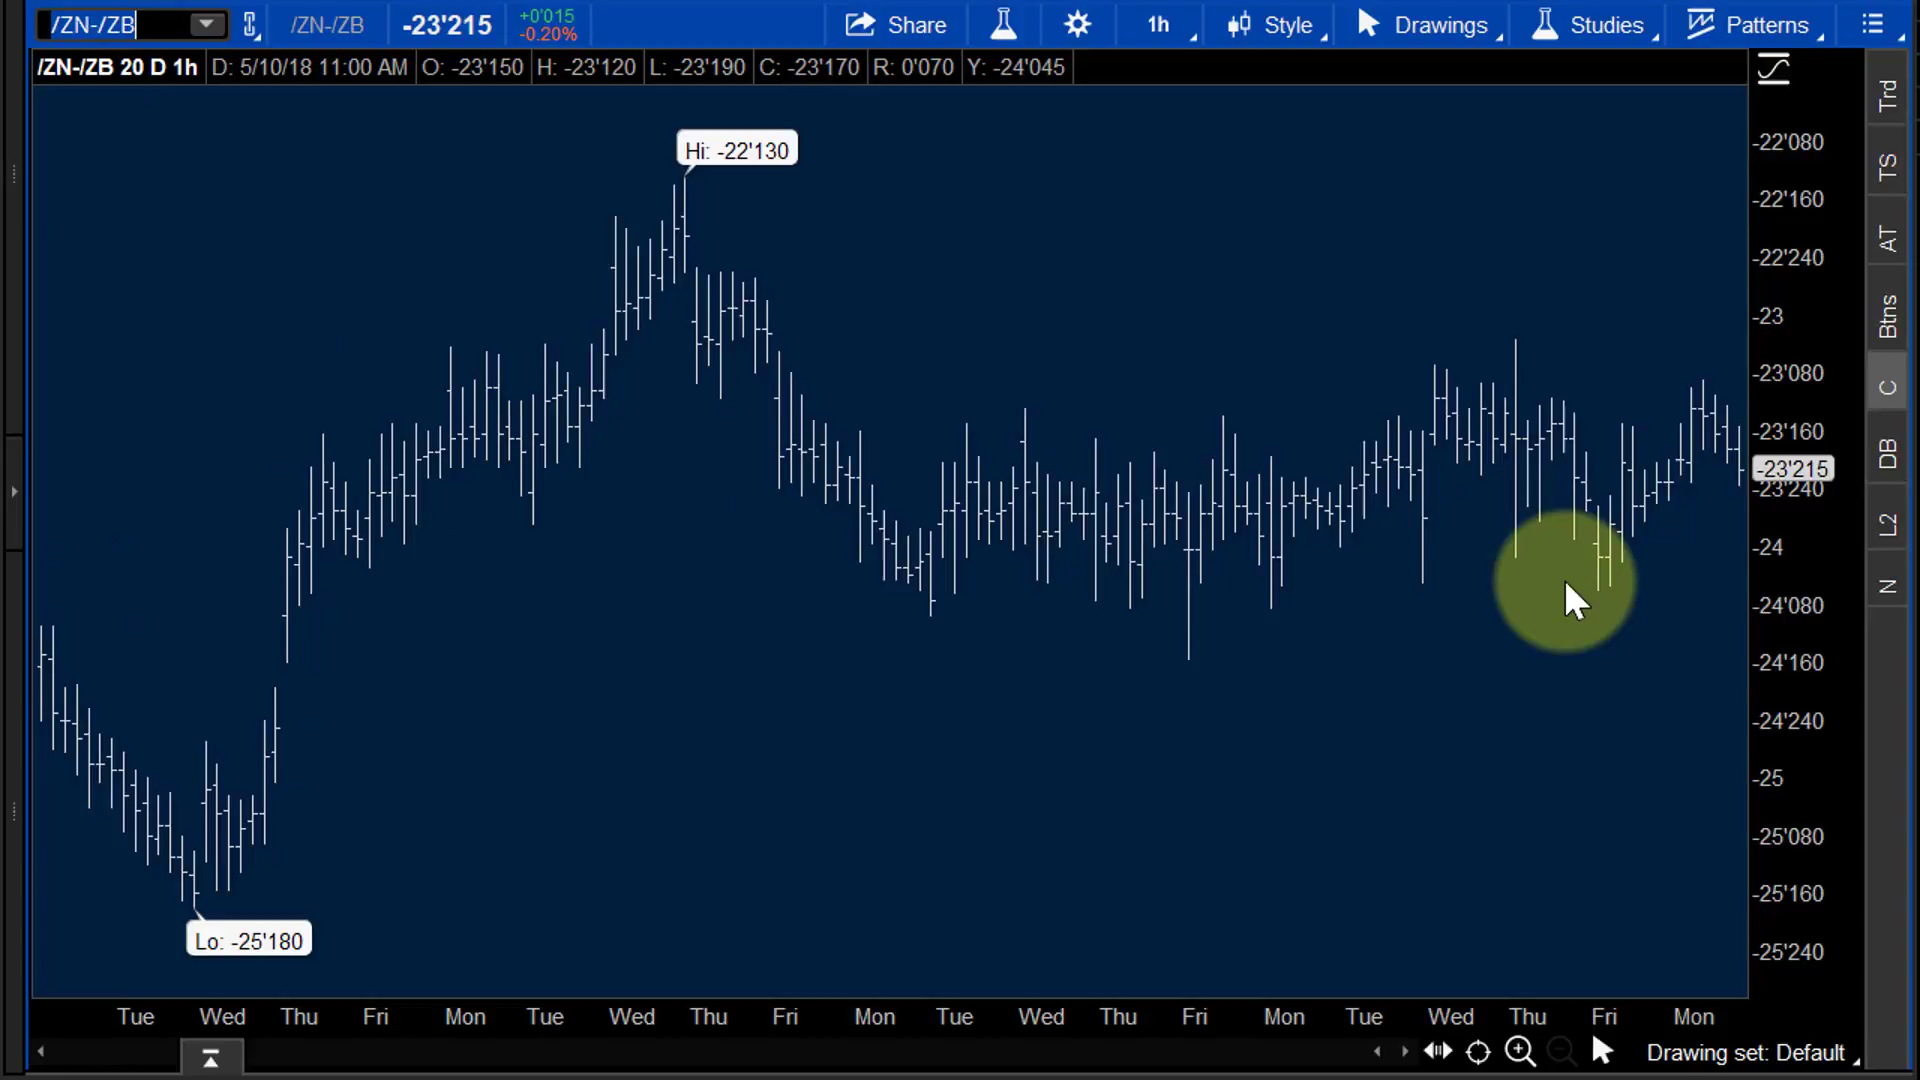 /ZN-/ZB /ZN-/ZB -23'215 +0'015 -0.20% Share 1h Style Drawings Studies Patterns
/ZN-/ZB 20 D 1h D: 5/10/18 11:00 AM O: -23'150 H: -23'120 L: -23'190 C: -23'170 R: 0'070 Y: -24'045
Hi: -22'130
Lo: -25'180
-22'080
-22'160
-22'240
-23
-23'080
-23'160
-23'215
-23'240
-24
-24'080
-24'160
-24'240
-25
-25'080
-25'160
-25'240
Trd
TS
AT
Btns
C
DB
L2
N
Tue Wed Thu Fri Mon Tue Wed Thu Fri Mon Tue Wed Thu Fri Mon Tue Wed Thu Fri Mon
Drawing set: Default